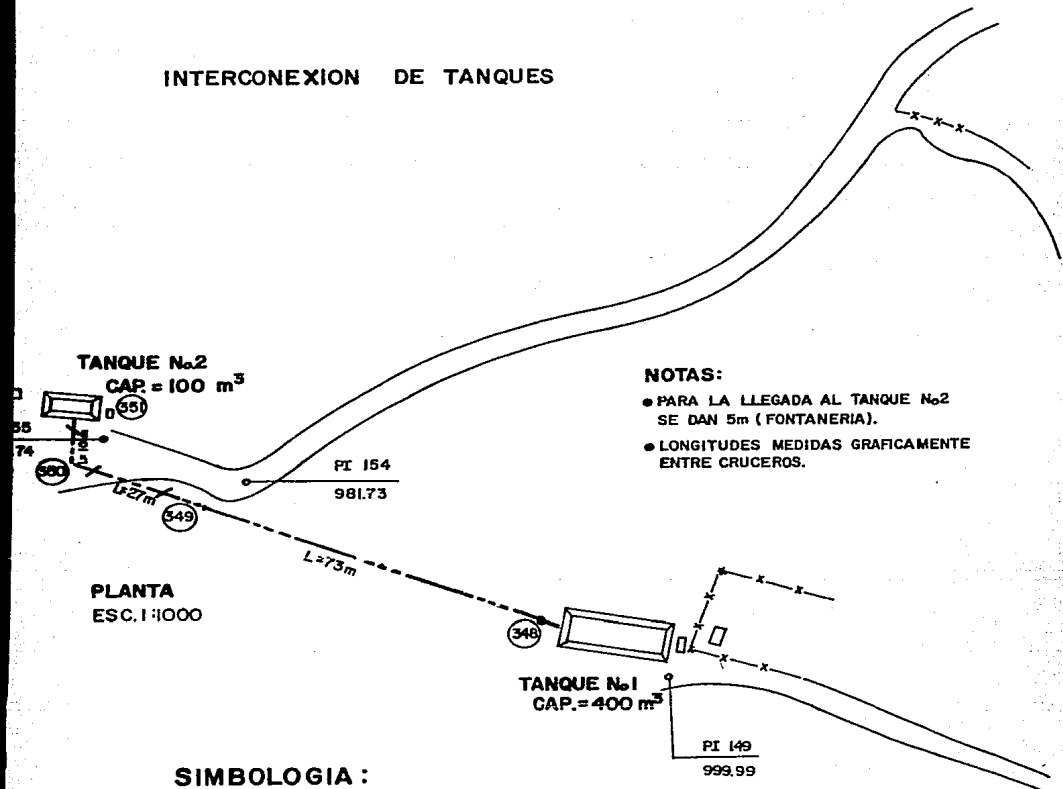 INTERCONEXION DE TANQUES
TANQUE No.2
CAP. = 100 m³
351
55
.74
350
L=10m
L=27m
349
PI 154
981.73
NOTAS:
● PARA LA LLEGADA AL TANQUE No2
SE DAN 5m (FONTANERIA).
● LONGITUDES MEDIDAS GRAFICAMENTE
ENTRE CRUCEROS.
L=73m
PLANTA
ESC. 1:1000
348
TANQUE No.1
CAP.=400 m³
PI 149
999.99
SIMBOLOGIA: